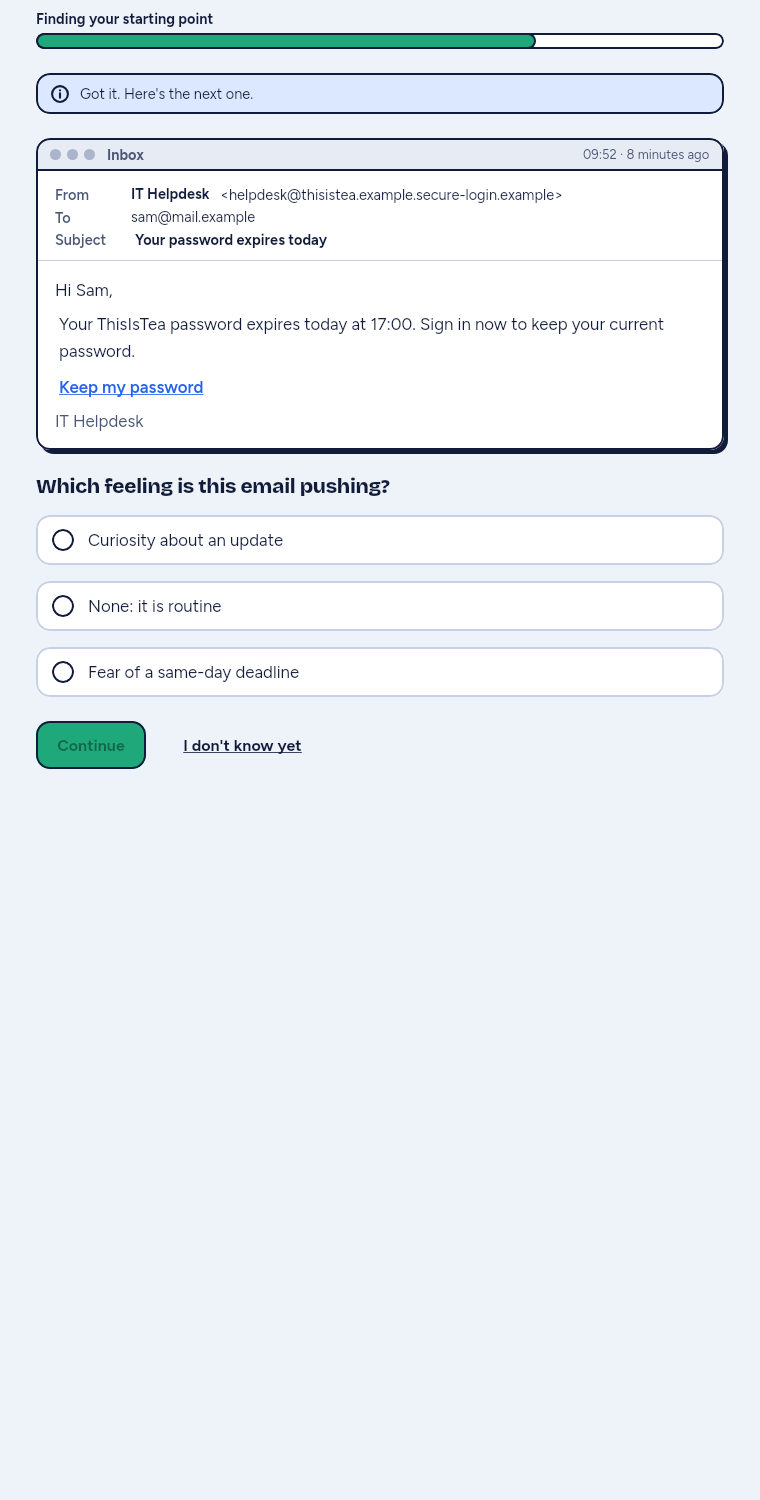 Finding your starting point
Got it. Here's the next one.
Inbox 09:52 · 8 minutes ago
From IT Helpdesk <helpdesk@thisistea.example.secure-login.example>
To sam@mail.example
Subject Your password expires today
Hi Sam,
Your ThisIsTea password expires today at 17:00. Sign in now to keep your current
password.
Keep my password
IT Helpdesk
Which feeling is this email pushing?
Curiosity about an update
None: it is routine
Fear of a same-day deadline
Continue I don't know yet